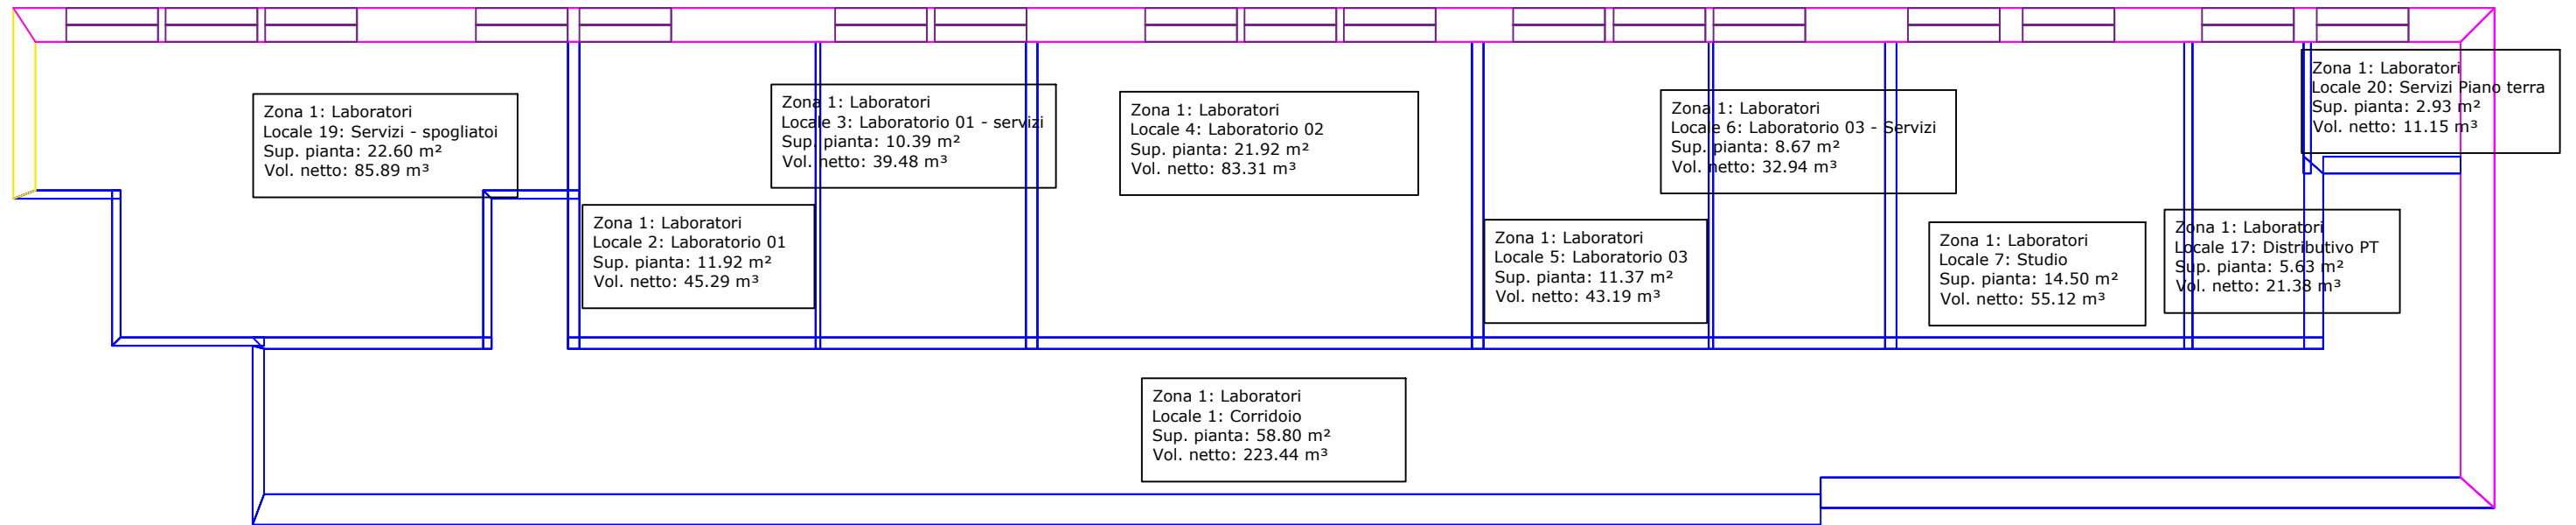 Zona 1: Laboratori
Locale 19: Servizi - spogliatoi
Sup. pianta: 22.60 m²
Vol. netto: 85.89 m³
Zona 1: Laboratori
Locale 3: Laboratorio 01 - servizi
Sup. pianta: 10.39 m²
Vol. netto: 39.48 m³
Zona 1: Laboratori
Locale 4: Laboratorio 02
Sup. pianta: 21.92 m²
Vol. netto: 83.31 m³
Zona 1: Laboratori
Locale 6: Laboratorio 03 - Servizi
Sup. pianta: 8.67 m²
Vol. netto: 32.94 m³
Zona 1: Laboratori
Locale 20: Servizi Piano terra
Sup. pianta: 2.93 m²
Vol. netto: 11.15 m³
Zona 1: Laboratori
Locale 2: Laboratorio 01
Sup. pianta: 11.92 m²
Vol. netto: 45.29 m³
Zona 1: Laboratori
Locale 5: Laboratorio 03
Sup. pianta: 11.37 m²
Vol. netto: 43.19 m³
Zona 1: Laboratori
Locale 7: Studio
Sup. pianta: 14.50 m²
Vol. netto: 55.12 m³
Zona 1: Laboratori
Locale 17: Distributivo PT
Sup. pianta: 5.63 m²
Vol. netto: 21.38 m³
Zona 1: Laboratori
Locale 1: Corridoio
Sup. pianta: 58.80 m²
Vol. netto: 223.44 m³